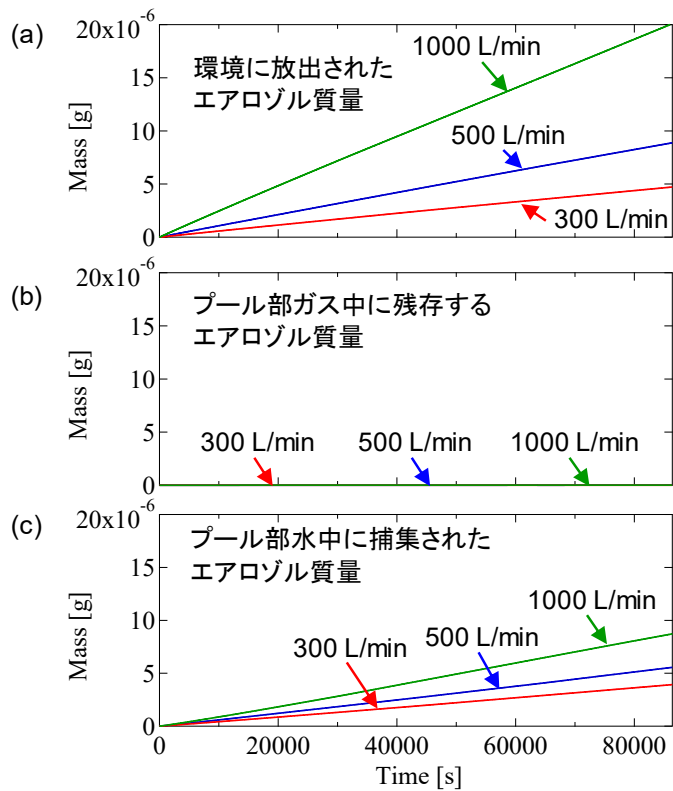 (a)
20x10-6
15
10
5
0
Mass [g]
環境に放出された
エアロゾル質量
1000 L/min
500 L/min
300 L/min
(b)
20x10-6
15
10
5
0
Mass [g]
プール部ガス中に残存する
エアロゾル質量
300 L/min
500 L/min
1000 L/min
(c)
20x10-6
15
10
5
0
Mass [g]
プール部水中に捕集された
エアロゾル質量
1000 L/min
500 L/min
300 L/min
0
20000
40000
60000
80000
Time [s]